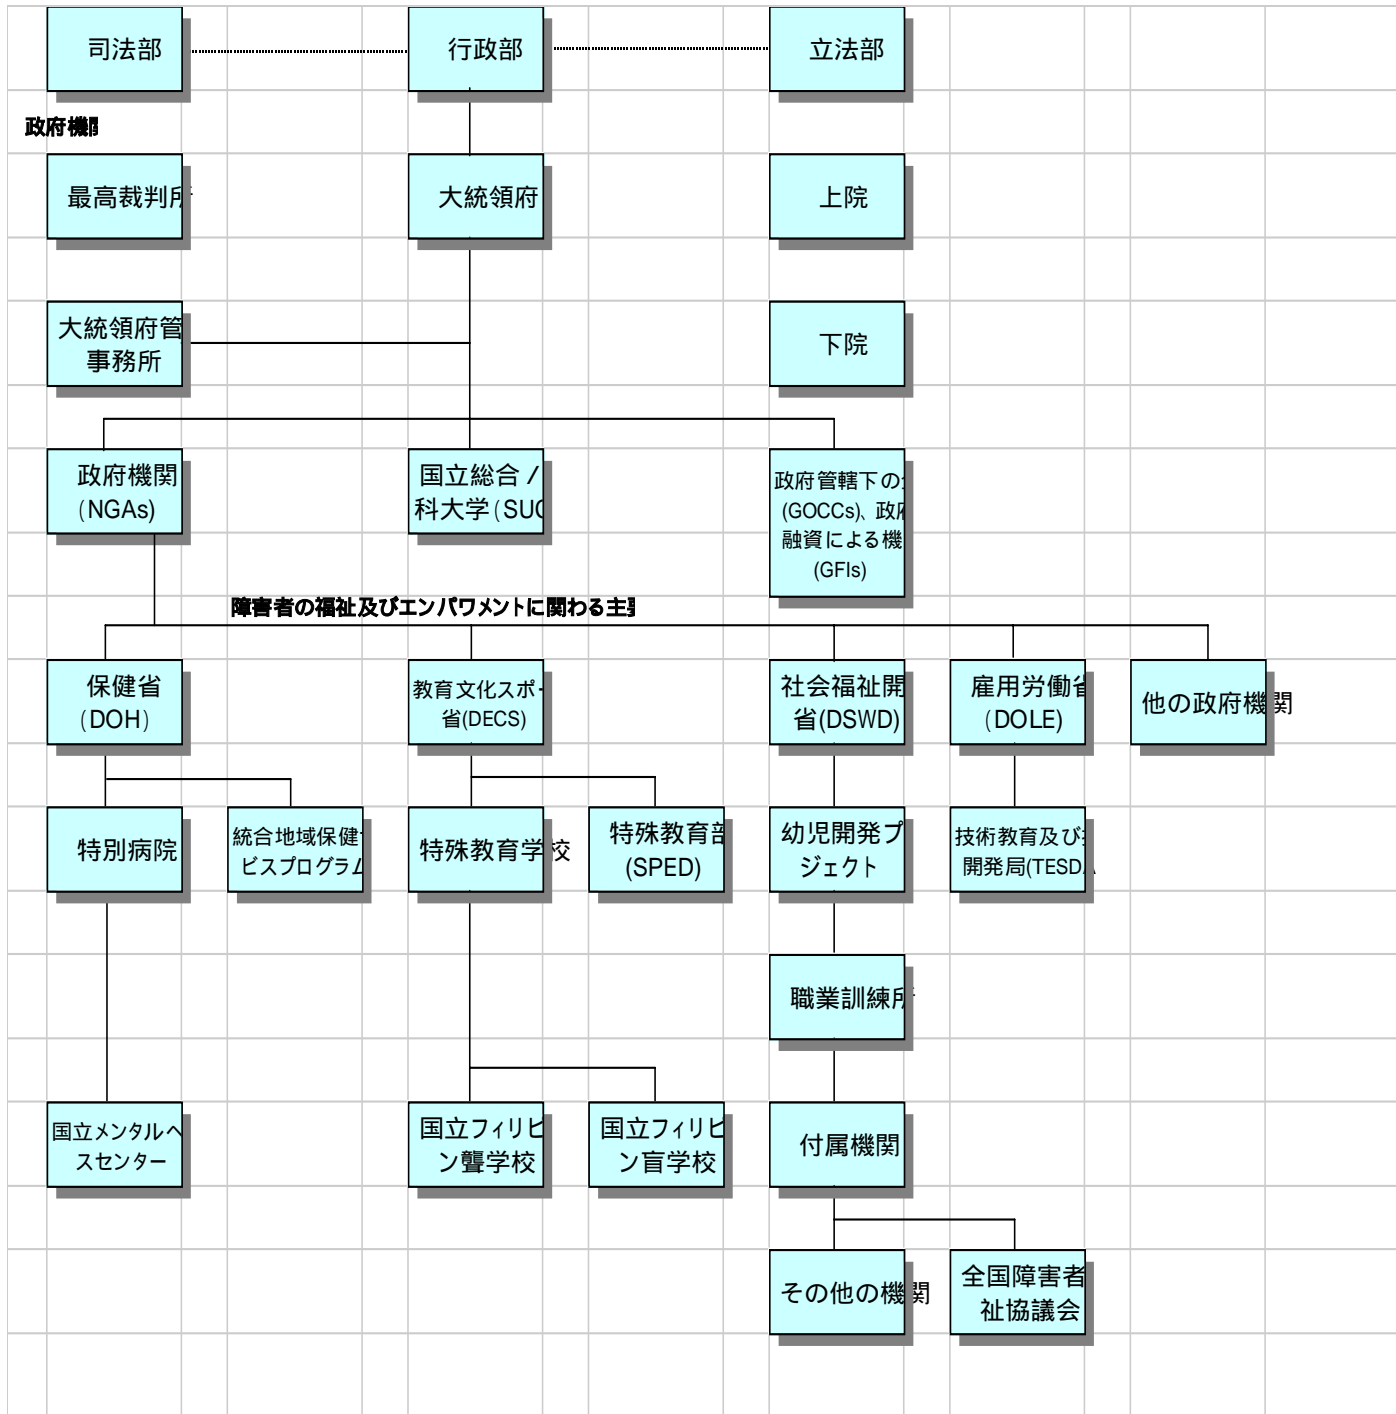 司法部
行政部
立法部
政府機関
最高裁判所
大統領府
上院
大統領府管
事務所
下院
政府機関
(NGAs)
国立総合/
科大学(SUC
政府管轄下の
(GOCCs)、政府
融資による機
(GFIs)
障害者の福祉及びエンパワメントに関わる主要
保健省
(DOH)
教育文化スポー
省(DECS)
社会福祉開
省(DSWD)
雇用労働省
(DOLE)
他の政府機関
特別病院
統合地域保健サ
ビスプログラム
特殊教育学校
特殊教育部
(SPED)
幼児開発プ
ジェクト
技術教育及び
開発局(TESDA
職業訓練所
国立メンタルヘ
スセンター
国立フィリピ
ン聾学校
国立フィリピ
ン盲学校
付属機関
その他の機関
全国障害者
祉協議会